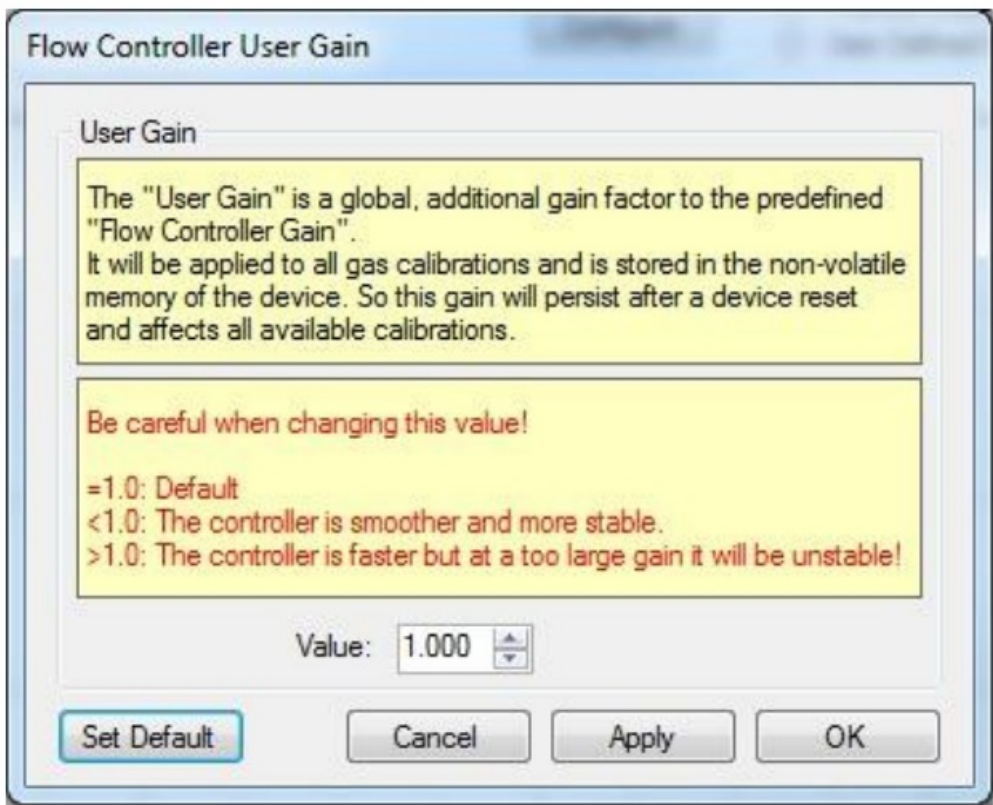 Flow Controller User Gain
User Gain
The "User Gain" is a global, additional gain factor to the predefined
"Flow Controller Gain".
It will be applied to all gas calibrations and is stored in the non-volatile
memory of the device. So this gain will persist after a device reset
and affects all available calibrations.
Be careful when changing this value!
=1.0: Default
<1.0: The controller is smoother and more stable.
>1.0: The controller is faster but at a too large gain it will be unstable!
Value: 1.000
Set Default Cancel Apply OK